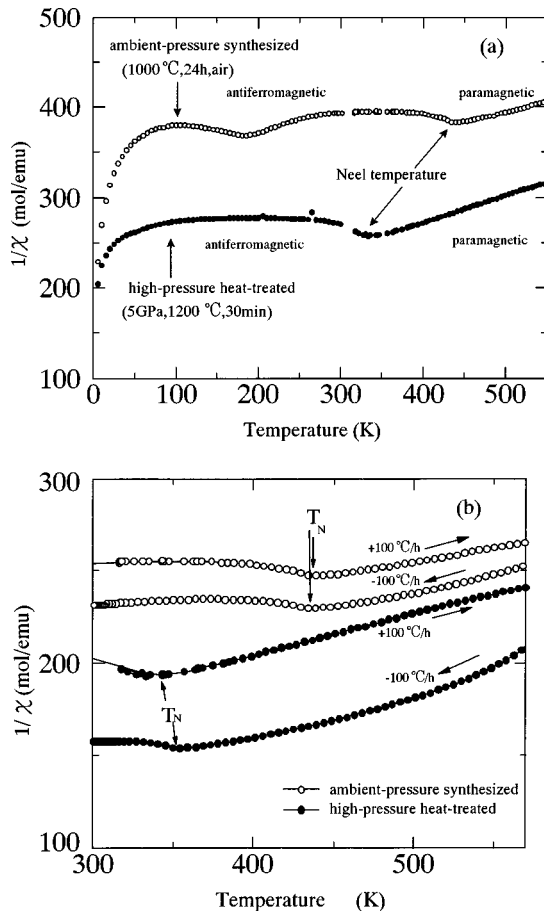 (a)
ambient-pressure synthesized
(1000 °C,24h,air)
antiferromagnetic
paramagnetic
Neel temperature
antiferromagnetic
paramagnetic
high-pressure heat-treated
(5GPa,1200 °C,30min)
500
400
300
200
100
1/χ (mol/emu)
0
100
200
300
400
500
Temperature (K)
(b)
300
200
100
1/χ (mol/emu)
TN
+100°C/h
-100°C/h
+100°C/h
-100°C/h
TN
ambient-pressure synthesized
high-pressure heat-treated
300
400
500
Temperature (K)